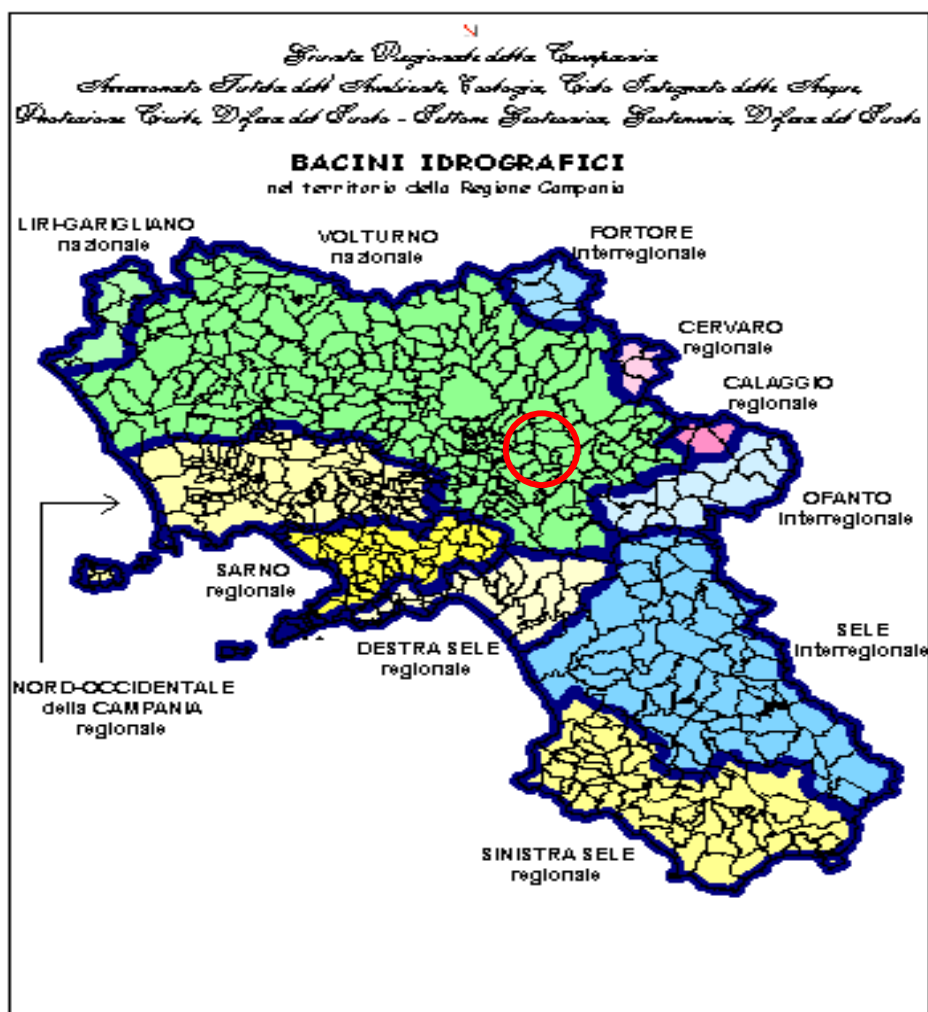 Giunta Regionale della Campania
Assessorato Tutela dell' Ambiente, Ecologia, Ciclo Integrato delle Acque,
Protezione Civile, Difesa del Suolo - Settore Geotecnica, Geotermia, Difesa del Suolo
BACINI IDROGRAFICI
nel territorio della Regione Campania
LIRI-GARIGLIANO
nazionale
VOLTURNO
nazionale
FORTORE
interregionale
CERVARO
regionale
CALAGGIO
regionale
OFANTO
interregionale
SARNO
regionale
DESTRA SELE
regionale
SELE
interregionale
NORD-OCCIDENTALE
della CAMPANIA
regionale
SINISTRA SELE
regionale